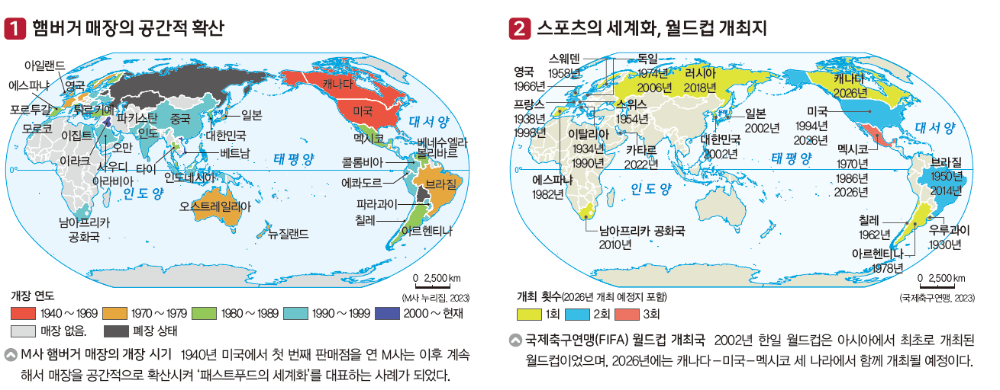 1 햄버거 매장의 공간적 확산
아일랜드
영국
에스파냐
포르투갈
튀르키예
모로코
이집트
파키스탄
중국
인도
오만
이라크
사우디
아라비아
타이
일본
대한민국
베트남
인도네시아
인도양
태평양
대서양
0°
남아프리카
공화국
오스트레일리아
뉴질랜드
캐나다
미국
멕시코
베네수엘라
볼리바르
콜롬비아
에콰도르
브라질
파라과이
칠레
아르헨티나
0 2,500km
(M사 누리집, 2023)
개장 연도
1940~1969
1970~1979
1980~1989
1990~1999
2000~현재
매장 없음.
폐장 상태
M사 햄버거 매장의 개장 시기 1940년 미국에서 첫 번째 판매점을 연 M사는 이후 계속
해서 매장을 공간적으로 확산시켜 ‘패스트푸드의 세계화’를 대표하는 사례가 되었다.
2 스포츠의 세계화, 월드컵 개최지
스웨덴
1958년
독일
1974년
2006년
영국
1966년
러시아
2018년
프랑스
1938년
1998년
스위스
1954년
이탈리아
1934년
1990년
카타르
2022년
일본
2002년
대한민국
2002년
에스파냐
1982년
인도양
태평양
대서양
0°
남아프리카 공화국
2010년
캐나다
2026년
미국
1994년
2026년
멕시코
1970년
1986년
2026년
브라질
1950년
2014년
칠레
1962년
우루과이
1930년
아르헨티나
1978년
0 2,500km
(국제축구연맹, 2023)
개최 횟수(2026년 개최 예정지 포함)
1회
2회
3회
국제축구연맹(FIFA) 월드컵 개최국 2002년 한일 월드컵은 아시아에서 최초로 개최된
월드컵이었으며, 2026년에는 캐나다-미국-멕시코 세 나라에서 함께 개최될 예정이다.